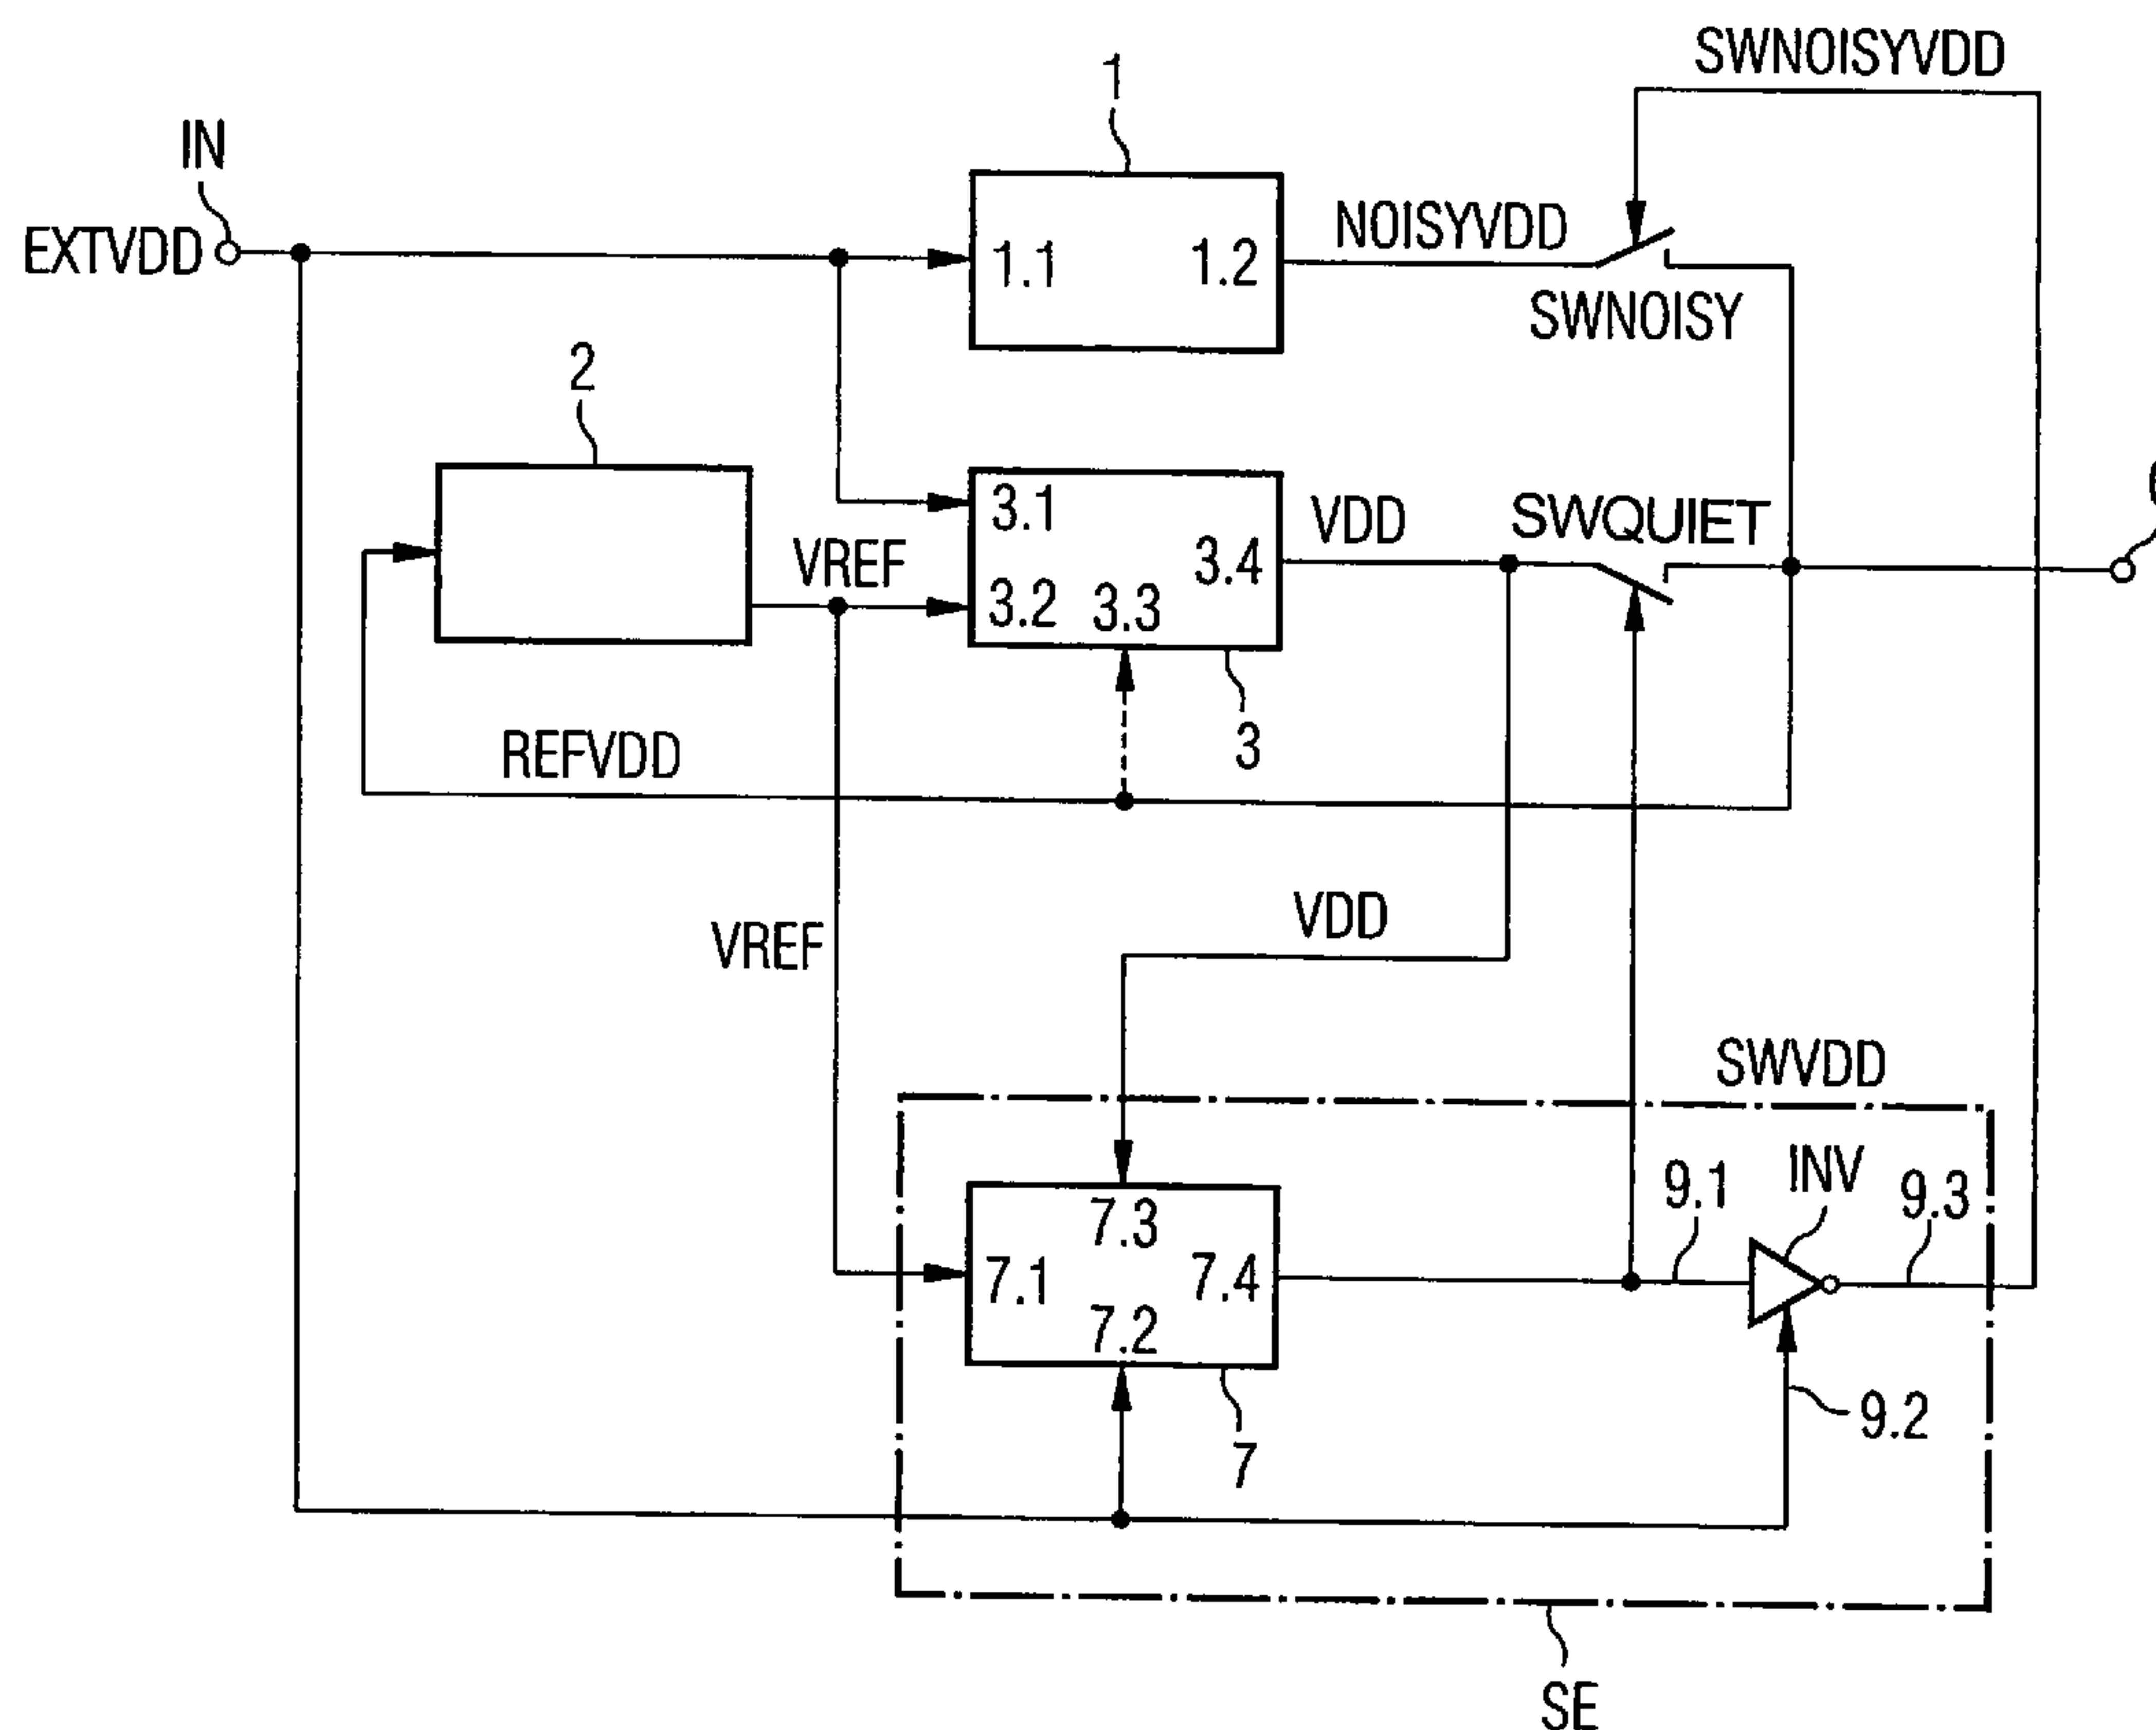 SWNOISYVDD
1
IN
EXTVDD
1.1
1.2
NOISYVDD
SWNOISY
2
3.1
VDD
SWQUIET
VREF
3.4
3.2
3.3
REFVDD
3
VDD
VREF
SWVDD
INV
9.1
9.3
7.3
7.1
7.4
7.2
9.2
7
SE